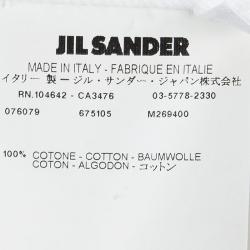 JIL SANDER
MADE IN ITALY - FABRIQUE EN ITALIE
イタリー 製 ージル・サンダー・ジャパン株式会社
RN.104642 - CA3476 03-5778-2330
076079 675105 M269400
100% COTONE - COTTON - BAUMWOLLE
COTON - ALGODON - コットン